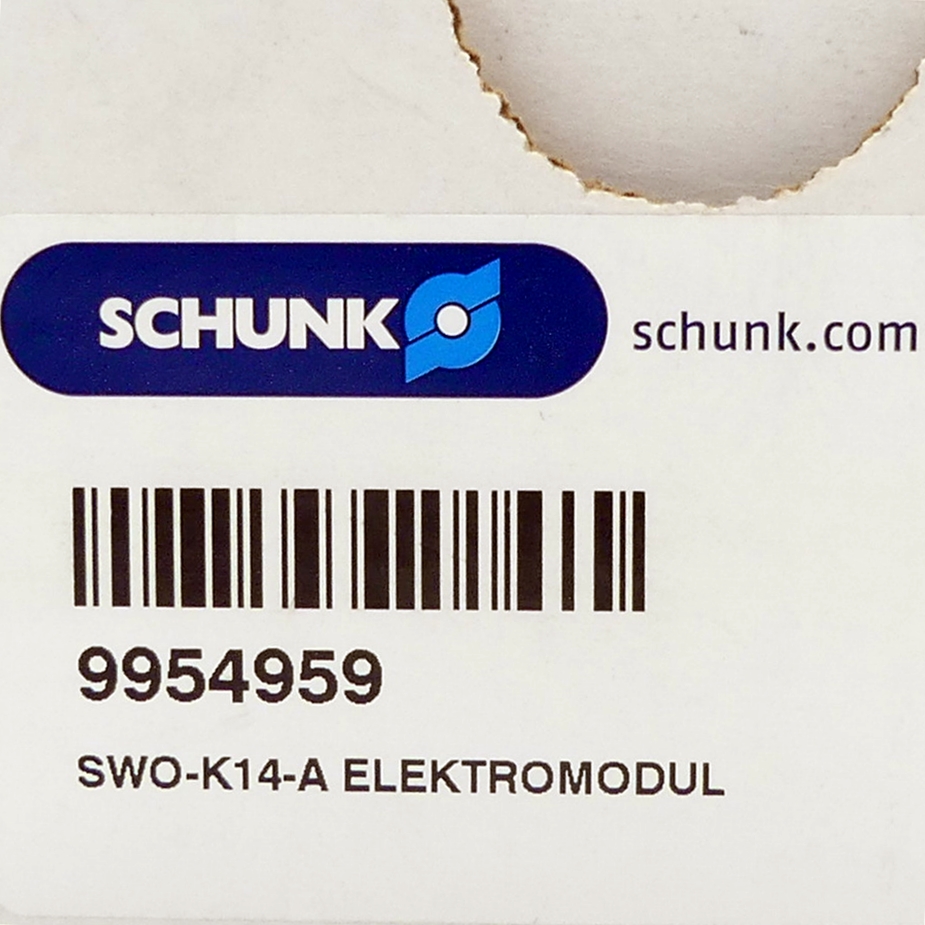 SCHUNK schunk.com
9954959
SWO-K14-A ELEKTROMODUL